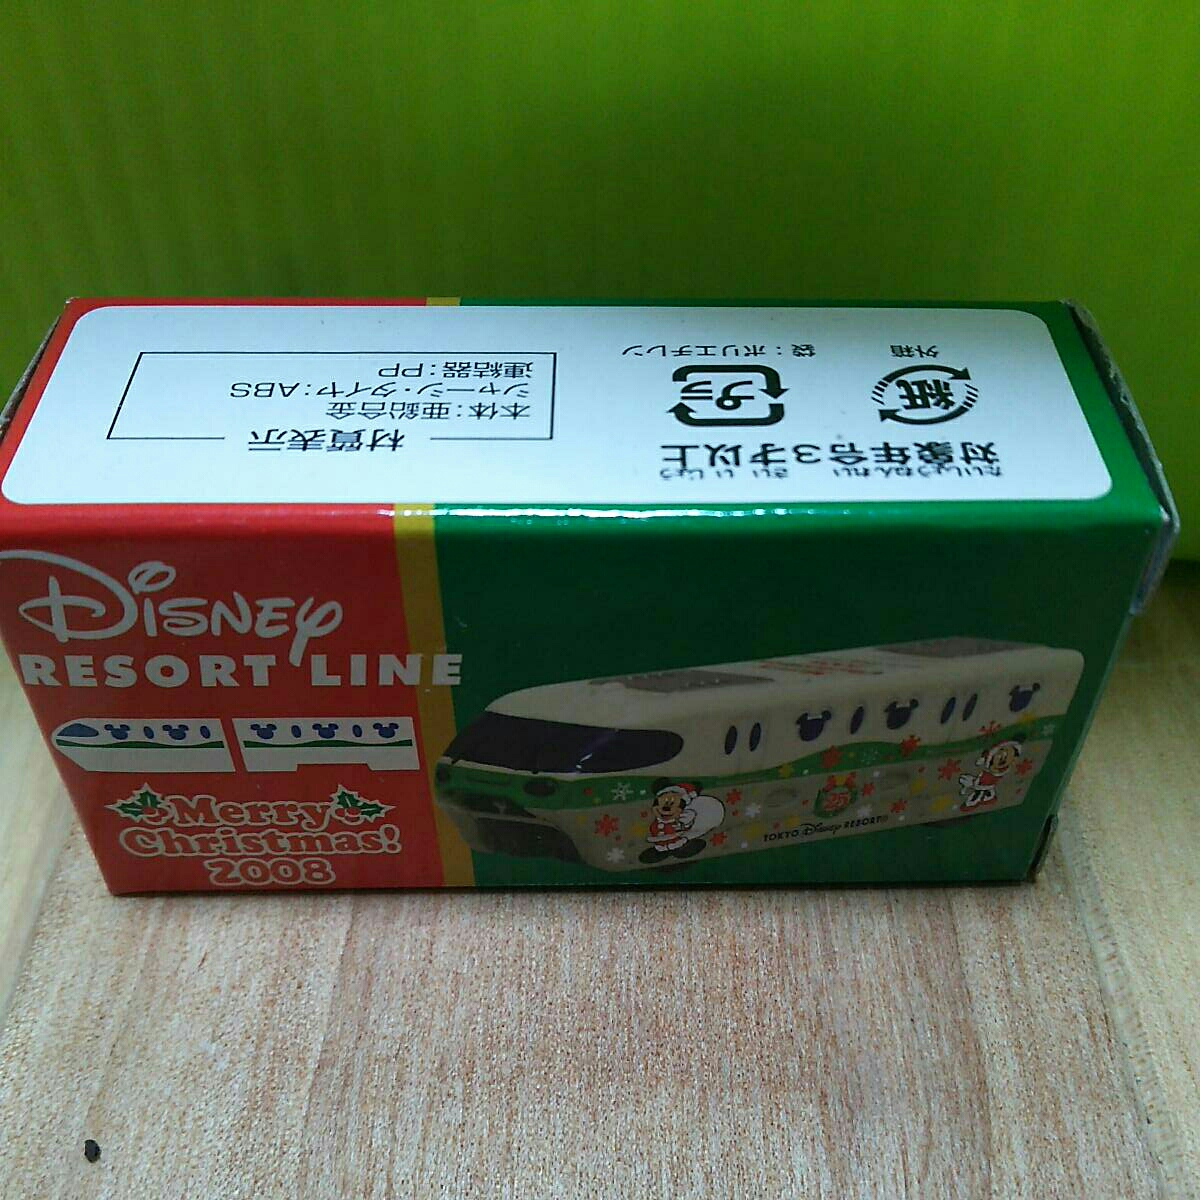 対象年令3才以上
たいしょうねんれい さい いじょう
紙
外箱
プラ
袋：ポリエチレン
材質表示
本体：亜鉛合金
シャーシ・タイヤ：ABS
連結器：PP
Disney
RESORT LINE
Merry
Christmas!
2008
25
TOKYO Disney RESORT®